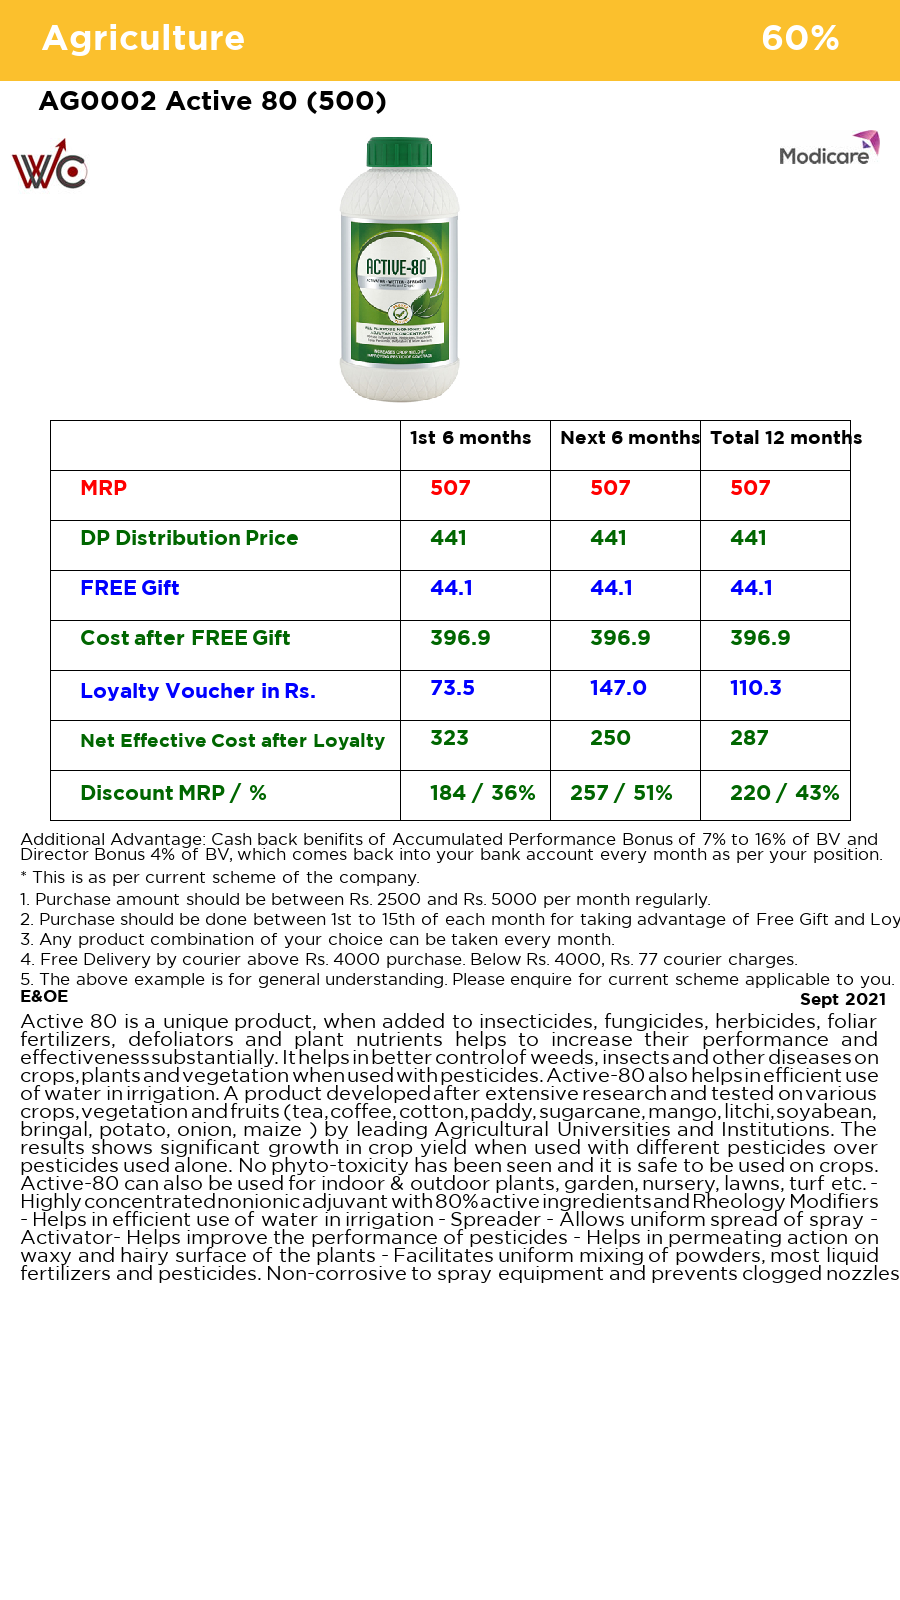 Agriculture 60%
AG0002 Active 80 (500)
WC
Modicare
ACTIVE-80
ACTIVATOR - WETTER - SPREADER
ALL PURPOSE NONIONIC SPRAY
ADJUVANT CONCENTRATE
INCREASES CROP YIELD BY
IMPROVING PESTICIDE COVERAGE
1st 6 months Next 6 months Total 12 months
MRP 507 507 507
DP Distribution Price 441 441 441
FREE Gift 44.1 44.1 44.1
Cost after FREE Gift 396.9 396.9 396.9
Loyalty Voucher in Rs. 73.5 147.0 110.3
Net Effective Cost after Loyalty 323 250 287
Discount MRP / % 184 / 36% 257 / 51% 220 / 43%
Additional Advantage: Cash back benifits of Accumulated Performance Bonus of 7% to 16% of BV and
Director Bonus 4% of BV, which comes back into your bank account every month as per your position.
* This is as per current scheme of the company.
1. Purchase amount should be between Rs. 2500 and Rs. 5000 per month regularly.
2. Purchase should be done between 1st to 15th of each month for taking advantage of Free Gift and Loy
3. Any product combination of your choice can be taken every month.
4. Free Delivery by courier above Rs. 4000 purchase. Below Rs. 4000, Rs. 77 courier charges.
5. The above example is for general understanding. Please enquire for current scheme applicable to you.
E&OE Sept 2021
Active 80 is a unique product, when added to insecticides, fungicides, herbicides, foliar
fertilizers, defoliators and plant nutrients helps to increase their performance and
effectiveness substantially. It helps in better control of weeds, insects and other diseases on
crops, plants and vegetation when used with pesticides. Active-80 also helps in efficient use
of water in irrigation. A product developed after extensive research and tested on various
crops, vegetation and fruits (tea, coffee, cotton, paddy, sugarcane, mango, litchi, soyabean,
bringal, potato, onion, maize ) by leading Agricultural Universities and Institutions. The
results shows significant growth in crop yield when used with different pesticides over
pesticides used alone. No phyto-toxicity has been seen and it is safe to be used on crops.
Active-80 can also be used for indoor & outdoor plants, garden, nursery, lawns, turf etc. -
Highly concentrated nonionic adjuvant with 80% active ingredients and Rheology Modifiers
- Helps in efficient use of water in irrigation - Spreader - Allows uniform spread of spray -
Activator- Helps improve the performance of pesticides - Helps in permeating action on
waxy and hairy surface of the plants - Facilitates uniform mixing of powders, most liquid
fertilizers and pesticides. Non-corrosive to spray equipment and prevents clogged nozzles